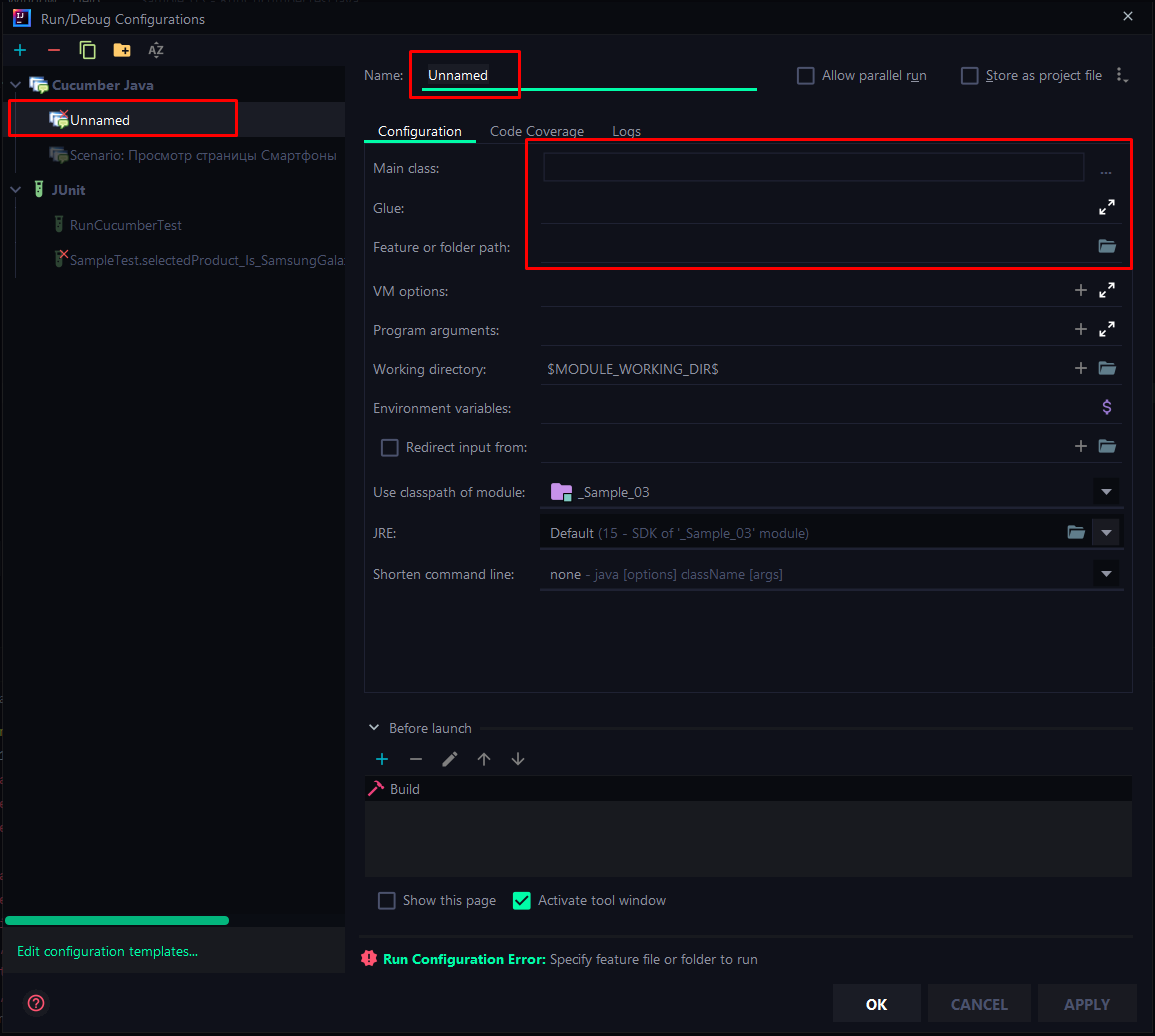 Run/Debug Configurations
Cucumber Java
Unnamed
Scenario: Просмотр страницы Смартфоны
JUnit
RunCucumberTest
SampleTest.selectedProduct_Is_SamsungGala
Edit configuration templates...
Name: Unnamed
Allow parallel run
Store as project file
Configuration Code Coverage Logs
Main class:
...
Glue:
Feature or folder path:
VM options:
Program arguments:
Working directory: $MODULE_WORKING_DIR$
Environment variables:
$
Redirect input from:
Use classpath of module: _Sample_03
JRE: Default (15 - SDK of '_Sample_03' module)
Shorten command line: none - java [options] className [args]
Before launch
Build
Show this page
Activate tool window
Run Configuration Error: Specify feature file or folder to run
OK CANCEL APPLY